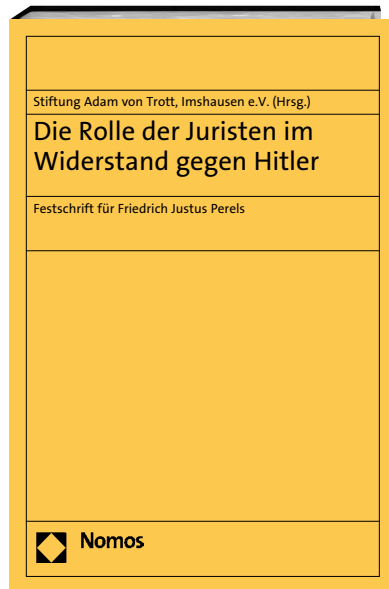 Stiftung Adam von Trott, Imshausen e.V. (Hrsg.)
Die Rolle der Juristen im
Widerstand gegen Hitler
Festschrift für Friedrich Justus Perels
Nomos